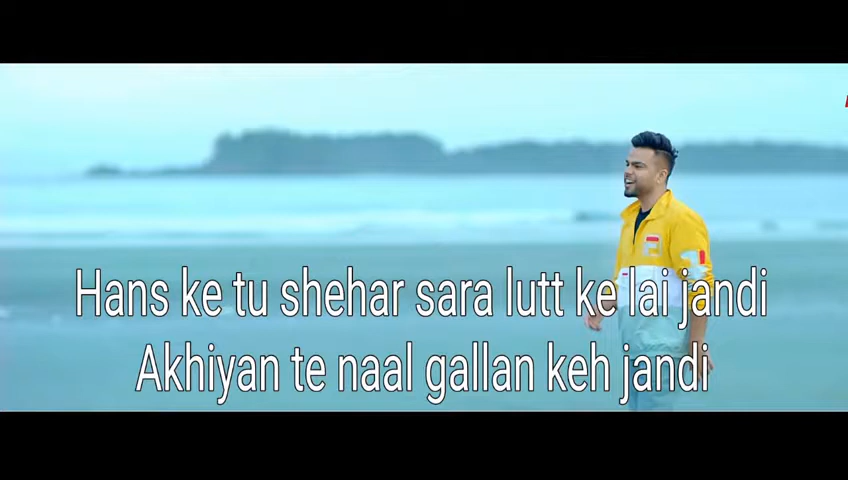 Hans ke tu shehar sara lutt ke lai jandi
Akhiyan te naal gallan keh jandi